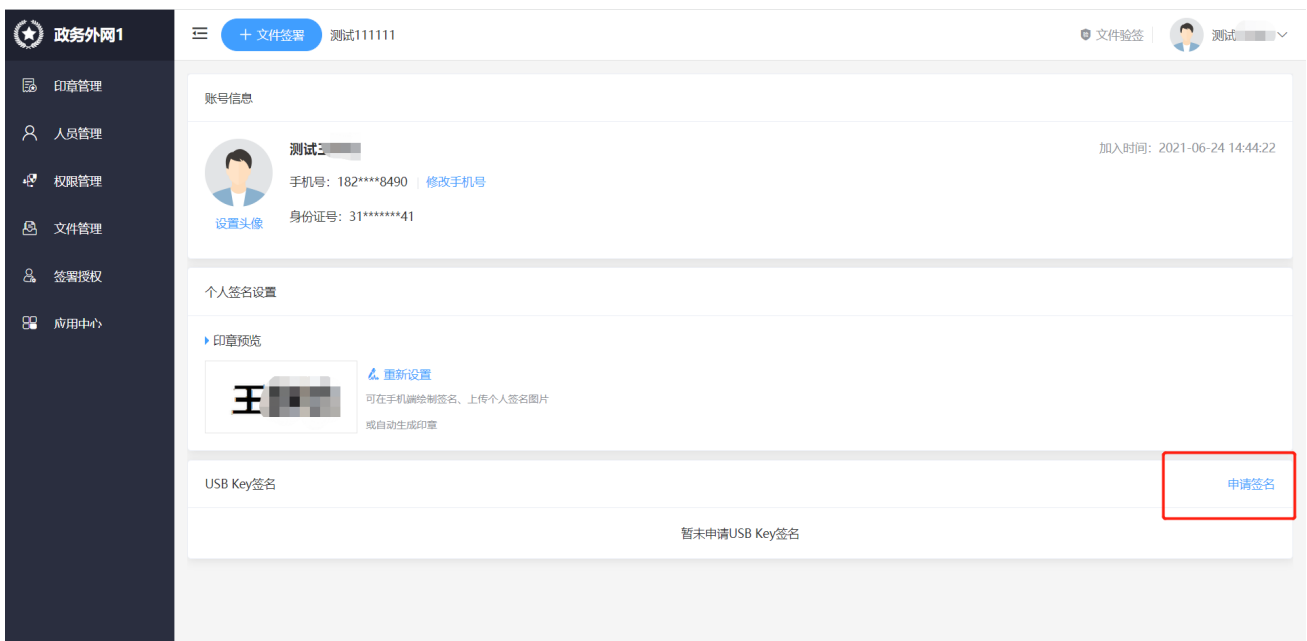 政务外网1
文件签署 测试111111 文件验签 测试
印章管理
人员管理
权限管理
文件管理
签署授权
应用中心
账号信息
测试王
加入时间：2021-06-24 14:44:22
手机号：182****8490 修改手机号
身份证号：31*******41
设置头像
个人签名设置
印章预览
王
重新设置
可在手机端绘制签名、上传个人签名图片
或自动生成印章
USB Key签名 申请签名
暂未申请USB Key签名